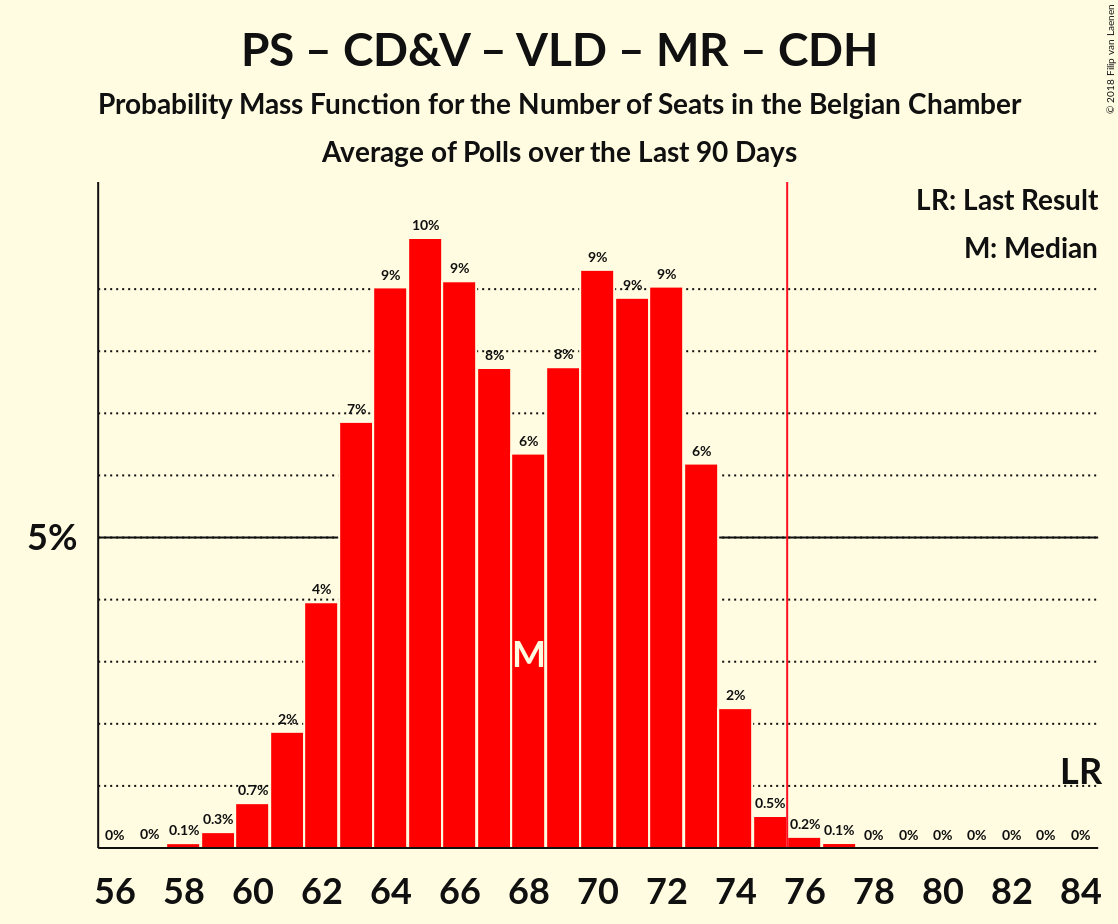 PS – CD&V – VLD – MR – CDH
Probability Mass Function for the Number of Seats in the Belgian Chamber
Average of Polls over the Last 90 Days
© 2018 Filip van Laenen
LR: Last Result
M: Median
5%
0% 0% 0.1% 0.3% 0.7% 2% 4% 7% 9% 10% 9% 8% 6% 8% 9% 9% 9% 6% 2% 0.5% 0.2% 0.1% 0% 0% 0% 0% 0% 0% 0%
M
LR
56 58 60 62 64 66 68 70 72 74 76 78 80 82 84